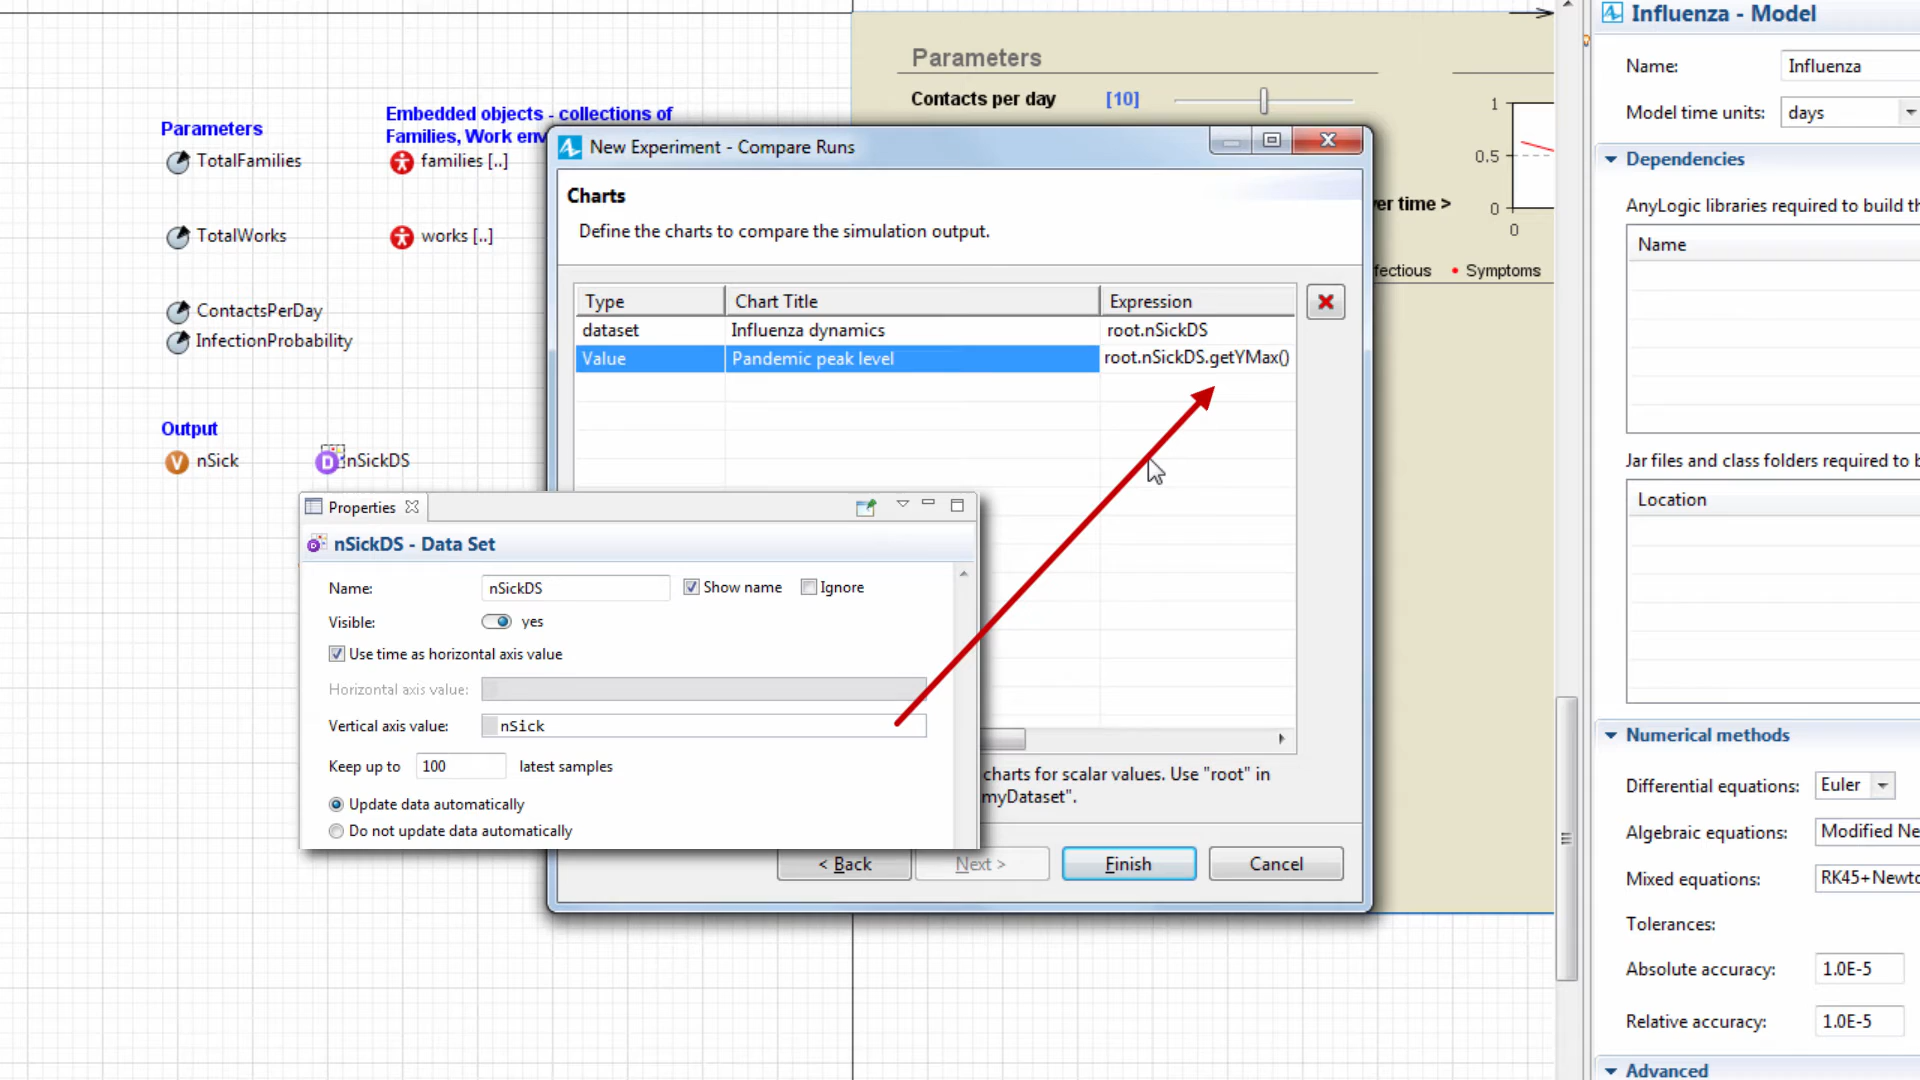 Parameters
TotalFamilies
TotalWorks
ContactsPerDay
InfectionProbability
Output
nSick
nSickDS
Embedded objects - collections of
Families, Work env
families [..]
works [..]
Parameters
Contacts per day [10]
1
0.5
0
0
er time >
fectious • Symptoms
New Experiment - Compare Runs
Charts
Define the charts to compare the simulation output.
Type Chart Title Expression
dataset Influenza dynamics root.nSickDS
Value Pandemic peak level root.nSickDS.getYMax()
charts for scalar values. Use "root" in
myDataset".
< Back Next > Finish Cancel
Properties
nSickDS - Data Set
Name: nSickDS Show name Ignore
Visible: yes
Use time as horizontal axis value
Horizontal axis value:
Vertical axis value: nSick
Keep up to 100 latest samples
Update data automatically
Do not update data automatically
Influenza - Model
Name: Influenza
Model time units: days
Dependencies
AnyLogic libraries required to build th
Name
Jar files and class folders required to b
Location
Numerical methods
Differential equations: Euler
Algebraic equations: Modified Ne
Mixed equations: RK45+Newto
Tolerances:
Absolute accuracy: 1.0E-5
Relative accuracy: 1.0E-5
Advanced